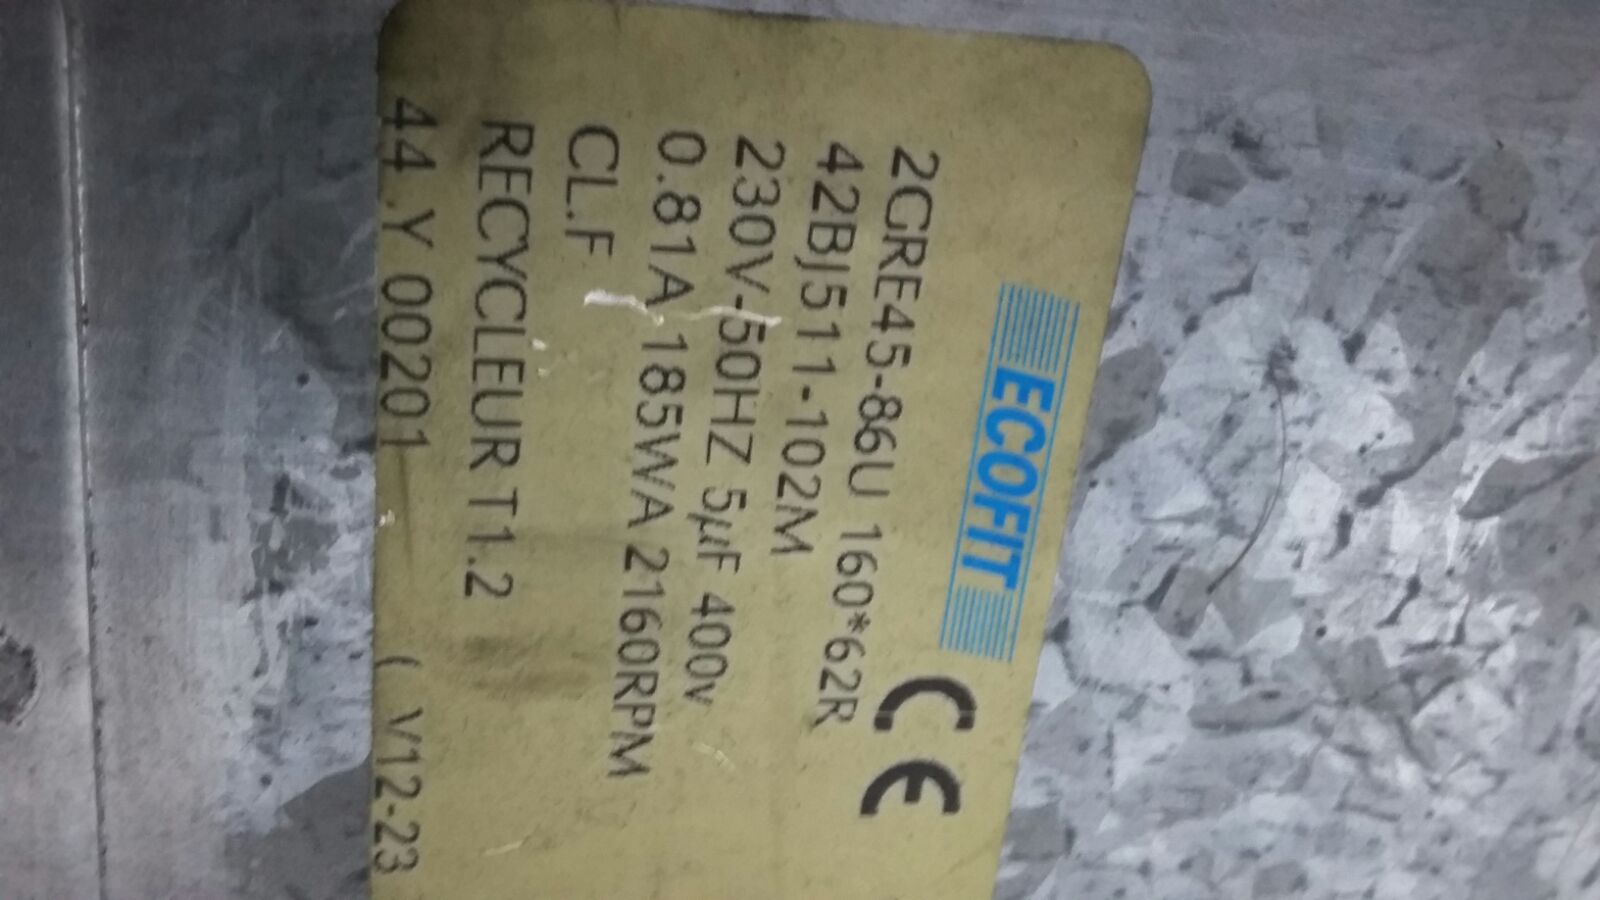 ECOFIT
CE
2GRE45-86U 160*62R
42BJ511-102M
230V-50HZ 5µF 400v
0.81A 185WA 2160RPM
CL.F
RECYCLEUR T1.2
44.Y 00201 ( V12-23